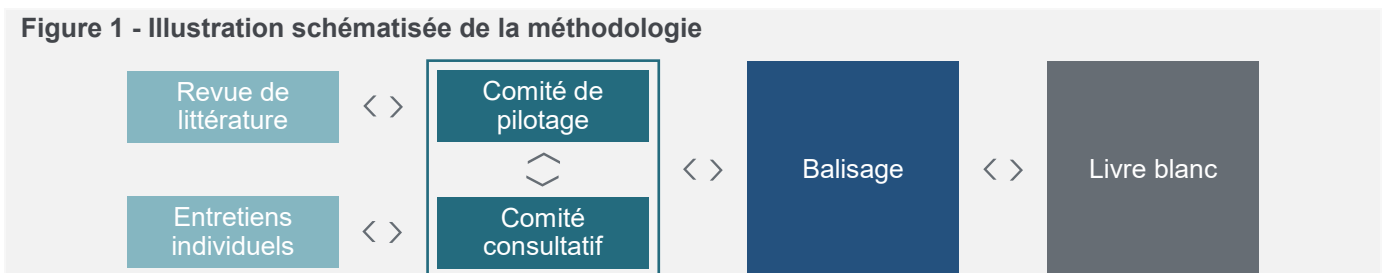 Figure 1 - Illustration schématisée de la méthodologie
Revue de
littérature
Comité de
pilotage
Balisage
Livre blanc
Entretiens
individuels
Comité
consultatif